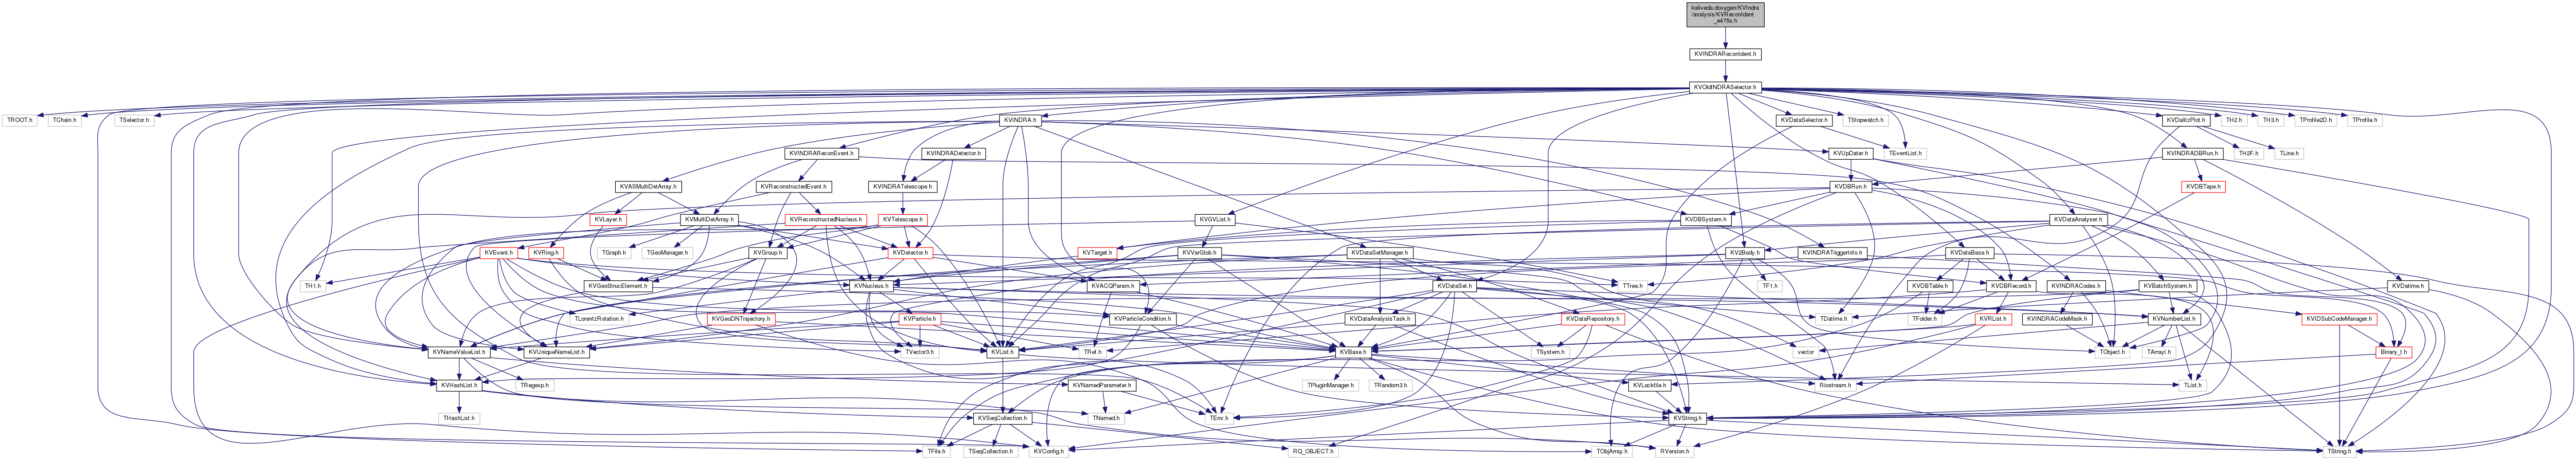 kaliveda.doxygen/KVIndra
/analysis/KVReconIdent
_e475s.h
KVINDRAReconIdent.h
KVOldINDRASelector.h
TROOT.h
TChain.h
TSelector.h
KVINDRA.h
KVDataSelector.h
TStopwatch.h
KVDalitzPlot.h
TH2.h
TH3.h
TProfile2D.h
TProfile.h
KVINDRAReconEvent.h
KVINDRADetector.h
TEventList.h
KVUpDater.h
KVINDRADBRun.h
TH2F.h
TLine.h
KVASMultiDetArray.h
KVReconstructedEvent.h
KVINDRATelescope.h
KVDBRun.h
KVDBTape.h
KVLayer.h
KVMultiDetArray.h
KVReconstructedNucleus.h
KVTelescope.h
KVGVList.h
KVDBSystem.h
KVDataAnalyser.h
KVEvent.h
KVRing.h
TGraph.h
TGeoManager.h
KVGroup.h
KVDetector.h
KVTarget.h
KVVarGlob.h
KVDataSetManager.h
KV2Body.h
KVINDRATriggerInfo.h
KVDataBase.h
TH1.h
KVGeoStrucElement.h
KVNucleus.h
KVACQParam.h
KVDataSet.h
TTree.h
TF1.h
KVDBTable.h
KVDBRecord.h
KVINDRACodes.h
KVBatchSystem.h
KVDatime.h
TLorentzRotation.h
KVGeoDNTrajectory.h
KVParticle.h
KVParticleCondition.h
KVDataAnalysisTask.h
KVDataRepository.h
TDatime.h
TFolder.h
KVRList.h
KVINDRACodeMask.h
KVNumberList.h
KVIDSubCodeManager.h
KVNameValueList.h
KVUniqueNameList.h
TVector3.h
KVList.h
TRef.h
KVBase.h
TSystem.h
vector
TObject.h
TArrayI.h
Binary_t.h
KVHashList.h
TRegexp.h
KVNamedParameter.h
TPluginManager.h
TRandom3.h
KVLockfile.h
Riostream.h
TList.h
THashList.h
KVSeqCollection.h
TNamed.h
TEnv.h
KVString.h
TFile.h
TSeqCollection.h
KVConfig.h
RQ_OBJECT.h
TObjArray.h
RVersion.h
TString.h